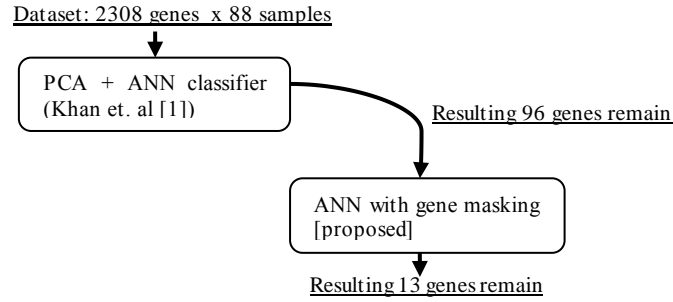 Dataset: 2308 genes x 88 samples
PCA + ANN classifier
(Khan et. al [1])
Resulting 96 genes remain
ANN with gene masking
[proposed]
Resulting 13 genes remain